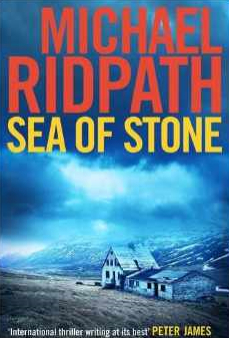 MICHAEL
RIDPATH
SEA OF STONE
'International thriller writing at its best' PETER JAMES